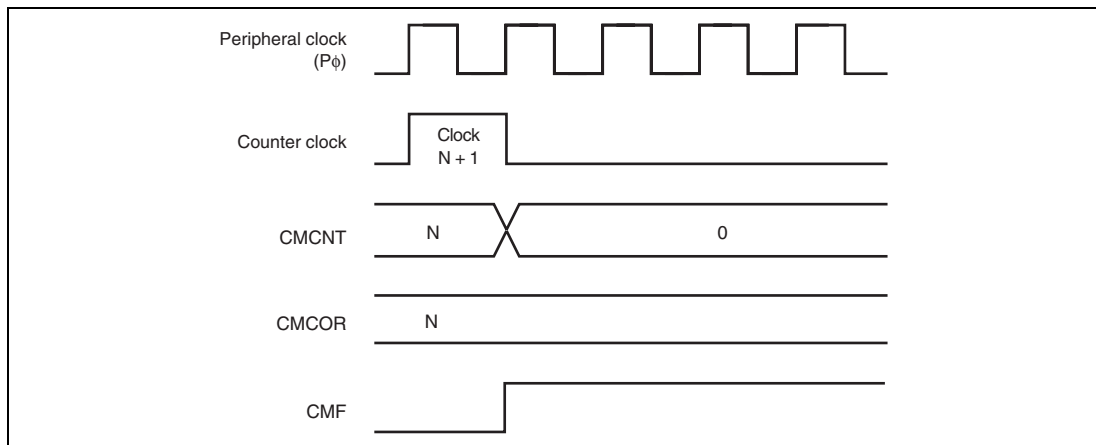 Peripheral clock
(Pϕ)
Counter clock
Clock
N + 1
CMCNT
N
0
CMCOR
N
CMF